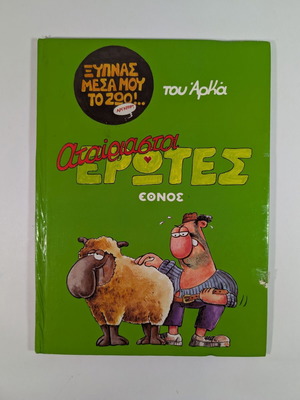 ΞΥΠΝΑΣ
ΜΕΣΑ ΜΟΥ
ΤΟ ΖΩΟ!..
του Αρκά
Αταίριαστοι
ΕΡΩΤΕΣ
ΕΘΝΟΣ